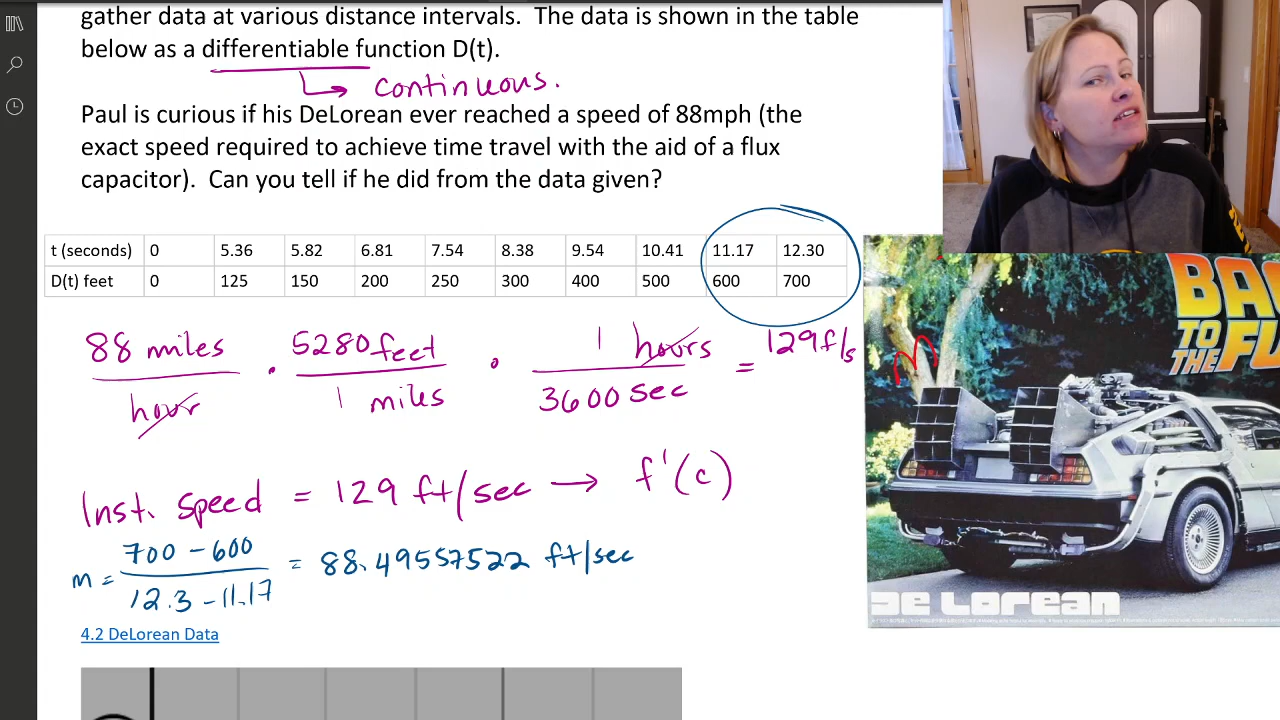 gather data at various distance intervals. The data is shown in the table
below as a differentiable function D(t).
continuous.
Paul is curious if his DeLorean ever reached a speed of 88mph (the
exact speed required to achieve time travel with the aid of a flux
capacitor). Can you tell if he did from the data given?
t (seconds) 0 5.36 5.82 6.81 7.54 8.38 9.54 10.41 11.17 12.30
D(t) feet 0 125 150 200 250 300 400 500 600 700
88 miles / hour · 5280 feet / 1 miles · 1 hours / 3600 sec = 129 f/s
Inst. speed = 129 ft/sec → f'(c)
m = 700 - 600 / 12.3 - 11.17 = 88.49557522 ft/sec
4.2 DeLorean Data
BAC
TO
THE FU
m
DE LOREAN